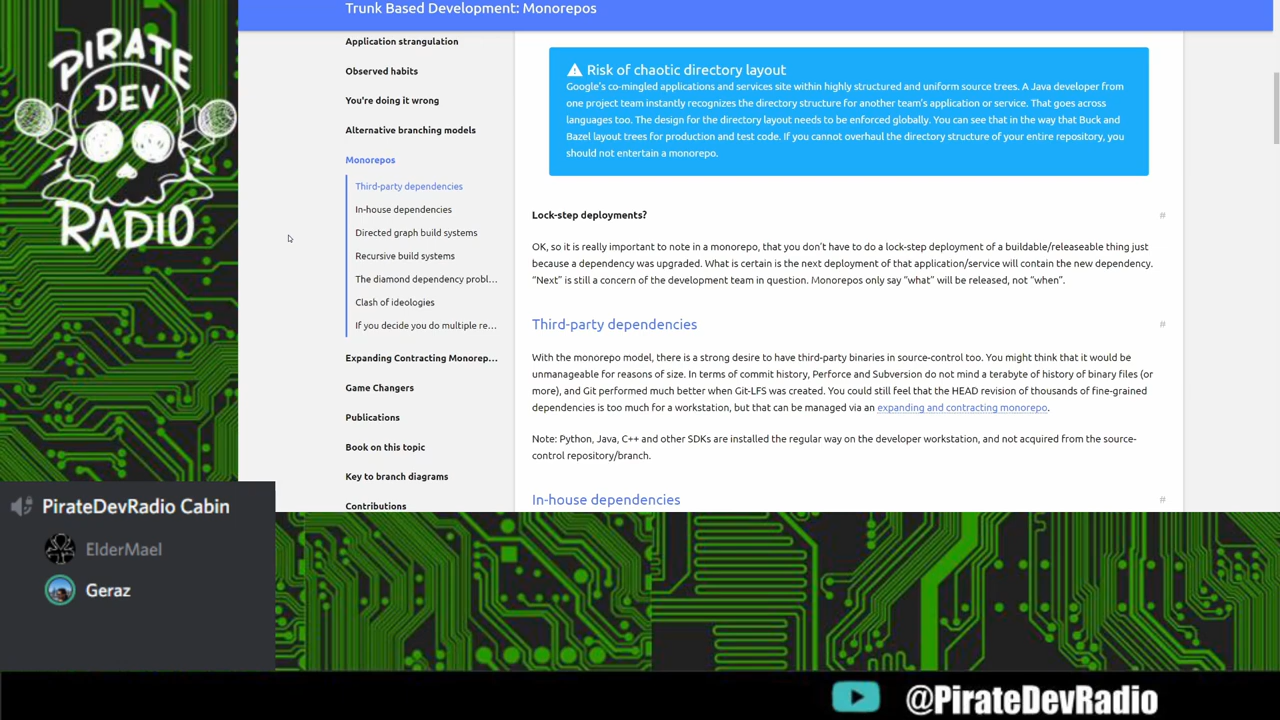 PIRATE
DEV
RADIO
Trunk Based Development: Monorepos
Application strangulation
Observed habits
You're doing it wrong
Alternative branching models
Monorepos
Third-party dependencies
In-house dependencies
Directed graph build systems
Recursive build systems
The diamond dependency probl...
Clash of ideologies
If you decide you do multiple re...
Expanding Contracting Monorep...
Game Changers
Publications
Book on this topic
Key to branch diagrams
Contributions
Risk of chaotic directory layout
Google's co-mingled applications and services site within highly structured and uniform source trees. A Java developer from
one project team instantly recognizes the directory structure for another team's application or service. That goes across
languages too. The design for the directory layout needs to be enforced globally. You can see that in the way that Buck and
Bazel layout trees for production and test code. If you cannot overhaul the directory structure of your entire repository, you
should not entertain a monorepo.
Lock-step deployments? #
OK, so it is really important to note in a monorepo, that you don't have to do a lock-step deployment of a buildable/releaseable thing just
because a dependency was upgraded. What is certain is the next deployment of that application/service will contain the new dependency.
“Next” is still a concern of the development team in question. Monorepos only say “what” will be released, not “when”.
Third-party dependencies #
With the monorepo model, there is a strong desire to have third-party binaries in source-control too. You might think that it would be
unmanageable for reasons of size. In terms of commit history, Perforce and Subversion do not mind a terabyte of history of binary files (or
more), and Git performed much better when Git-LFS was created. You could still feel that the HEAD revision of thousands of fine-grained
dependencies is too much for a workstation, but that can be managed via an expanding and contracting monorepo.
Note: Python, Java, C++ and other SDKs are installed the regular way on the developer workstation, and not acquired from the source-
control repository/branch.
In-house dependencies #
PirateDevRadio Cabin
ElderMael
Geraz
@PirateDevRadio